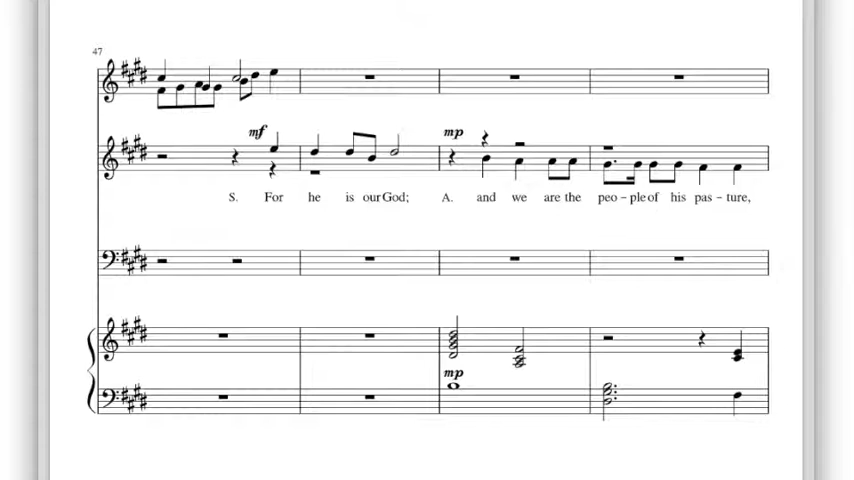 47
mf
mp
S. For he is our God; A. and we are the peo – ple of his pas – ture,
mp